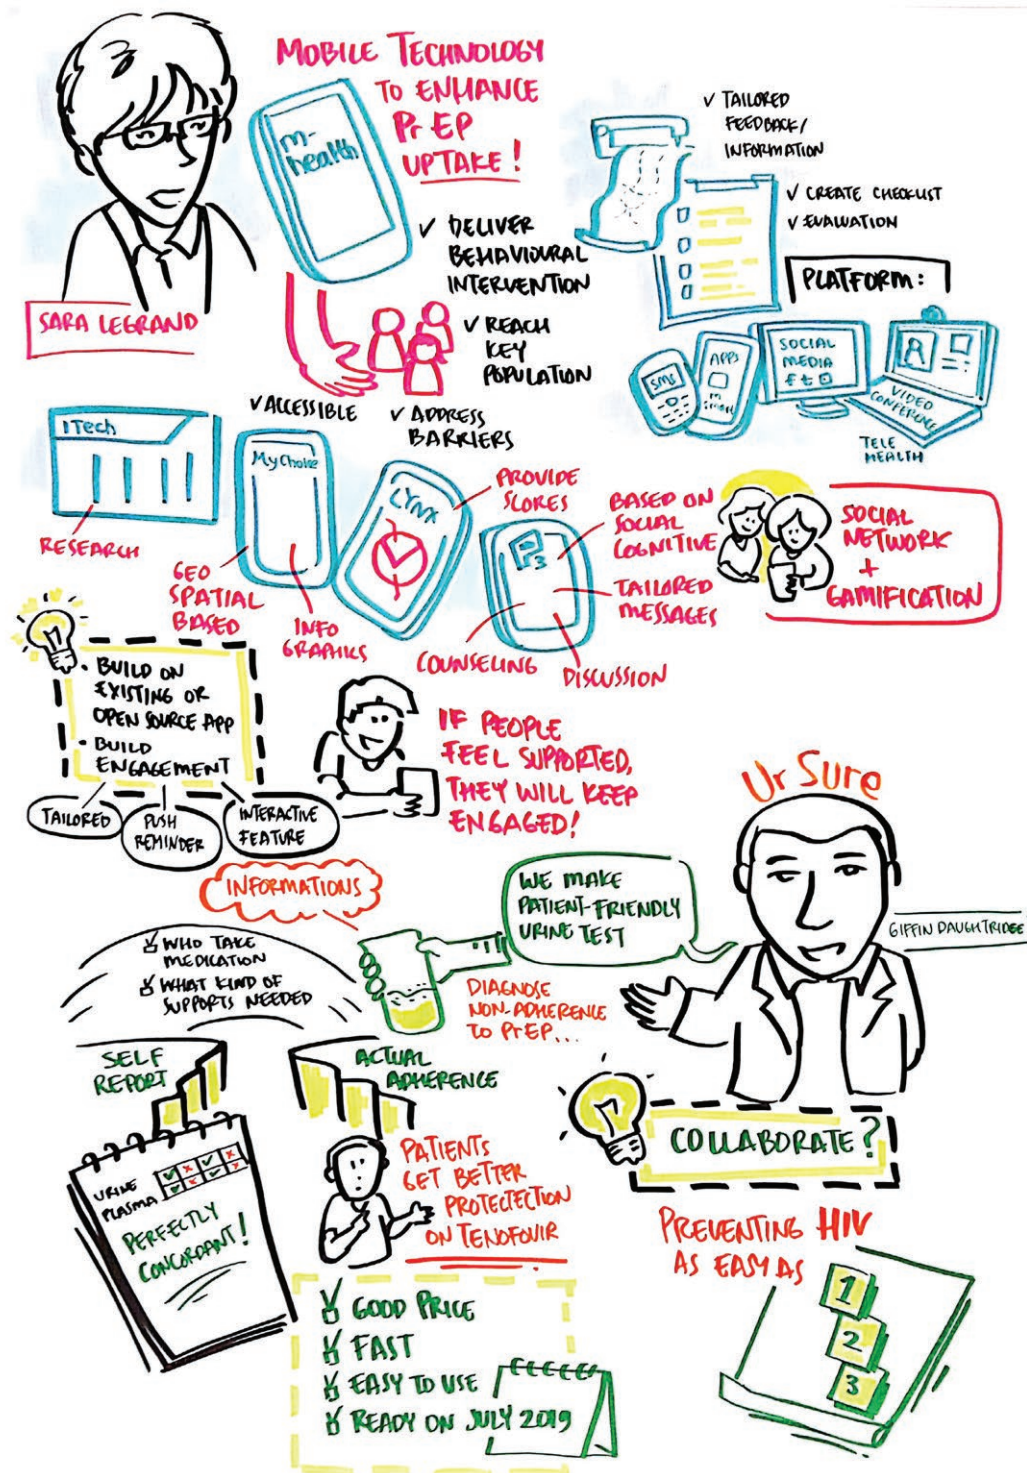 MOBILE TECHNOLOGY
TO ENHANCE
PrEP
UPTAKE!
m-
health
SARA LEGRAND
✓ DELIVER
BEHAVIOURAL
INTERVENTION
✓ REACH
KEY
POPULATION
✓ ACCESSIBLE
✓ ADDRESS
BARRIERS
✓ TAILORED
FEEDBACK/
INFORMATION
✓ CREATE CHECKLIST
✓ EVALUATION
PLATFORM:
SMS
APPS
SOCIAL
MEDIA
VIDEO
CONFERENCE
TELE
HEALTH
ITech
RESEARCH
MyChoice
GEO
SPATIAL
BASED
INFO
GRAPHICS
LYNX
PROVIDE
SCORES
P3
BASED ON
SOCIAL
COGNITIVE
TAILORED
MESSAGES
COUNSELING
DISCUSSION
SOCIAL
NETWORK
+
GAMIFICATION
· BUILD ON
EXISTING OR
OPEN SOURCE APP
· BUILD
ENGAGEMENT
TAILORED
PUSH
REMINDER
INTERACTIVE
FEATURE
IF PEOPLE
FEEL SUPPORTED,
THEY WILL KEEP
ENGAGED!
Ur Sure
GIFFIN DAUGHTRIDGE
WE MAKE
PATIENT-FRIENDLY
URINE TEST
DIAGNOSE
NON-ADHERENCE
TO PrEP...
INFORMATIONS
WHO TAKE
MEDICATION
WHAT KIND OF
SUPPORTS NEEDED
SELF
REPORT
ACTUAL
ADHERENCE
URINE
PLASMA
PERFECTLY
CONCORDANT!
PATIENTS
GET BETTER
PROTECTECTION
ON TENOFOVIR
GOOD PRICE
FAST
EASY TO USE
READY ON JULY 2019
COLLABORATE?
PREVENTING HIV
AS EASY AS
1
2
3